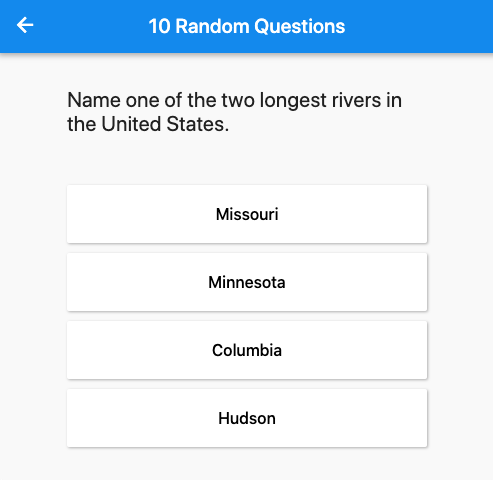 10 Random Questions
Name one of the two longest rivers in
the United States.
Missouri
Minnesota
Columbia
Hudson